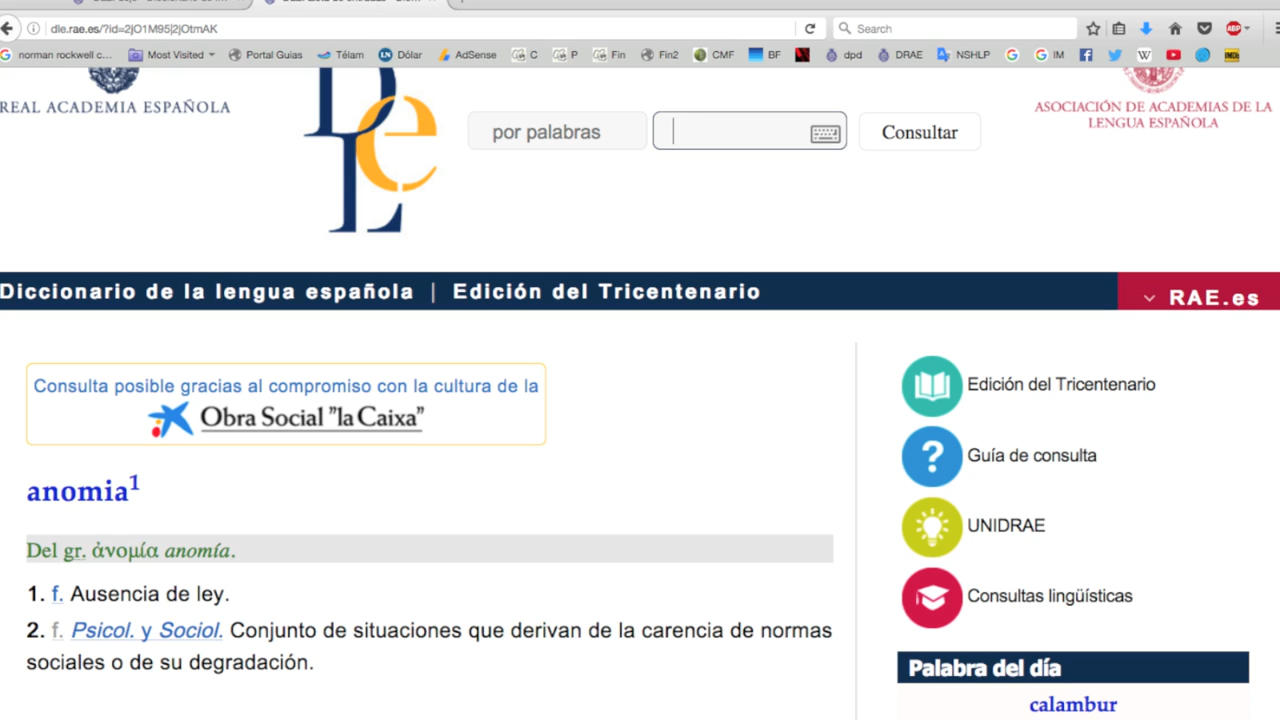 dle.rae.es/?id=2jO1M95|2jOtmAK
Search
norman rockwell c... Most Visited Portal Guias Télam Dólar AdSense C P Fin Fin2 CMF BF dpd DRAE NSHLP G IM
REAL ACADEMIA ESPAÑOLA
DLE
por palabras
Consultar
ASOCIACIÓN DE ACADEMIAS DE LA
LENGUA ESPAÑOLA
Diccionario de la lengua española | Edición del Tricentenario
RAE.es
Consulta posible gracias al compromiso con la cultura de la
Obra Social "la Caixa"
anomia1
Del gr. ἀνομία anomía.
1. f. Ausencia de ley.
2. f. Psicol. y Sociol. Conjunto de situaciones que derivan de la carencia de normas
sociales o de su degradación.
Edición del Tricentenario
Guía de consulta
UNIDRAE
Consultas lingüísticas
Palabra del día
calambur